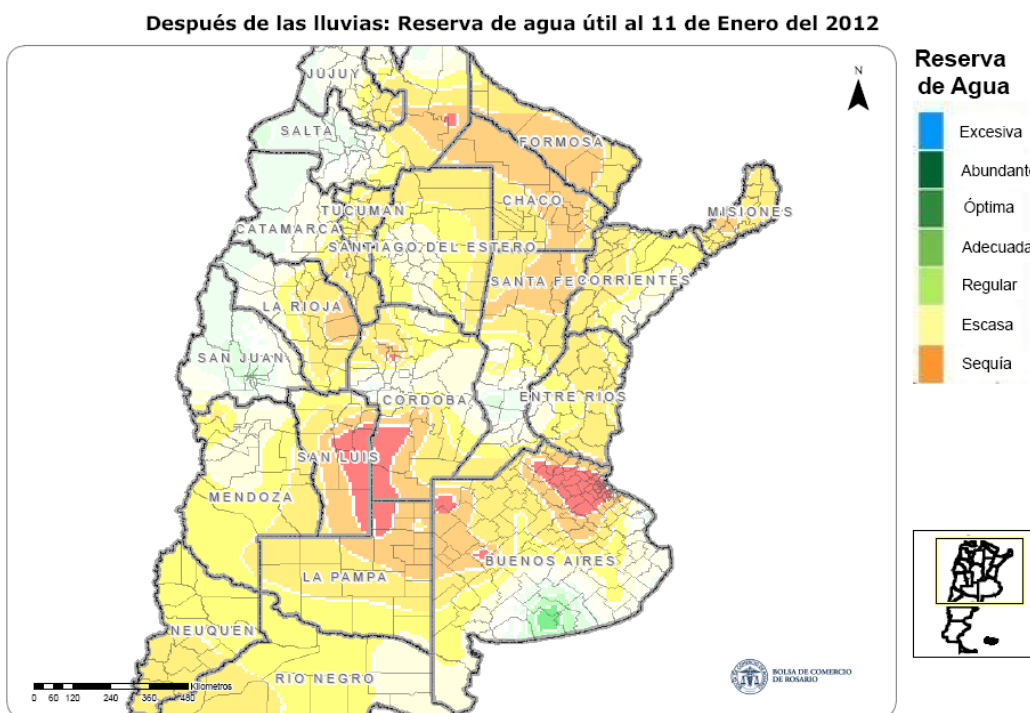 Después de las lluvias: Reserva de agua útil al 11 de Enero del 2012
Reserva
de Agua
Excesiva
Abundante
Óptima
Adecuada
Regular
Escasa
Sequía
N
JUJUY
SALTA
FORMOSA
CHACO
MISIONES
TUCUMAN
CATAMARCA
SANTIAGO DEL ESTERO
SANTA FE
CORRIENTES
LA RIOJA
SAN JUAN
CORDOBA
ENTRE RIOS
SAN LUIS
MENDOZA
BUENOS AIRES
LA PAMPA
NEUQUEN
RIO NEGRO
Kilometros
0 60 120 240 360 480
BOLSA DE COMERCIO
DE ROSARIO